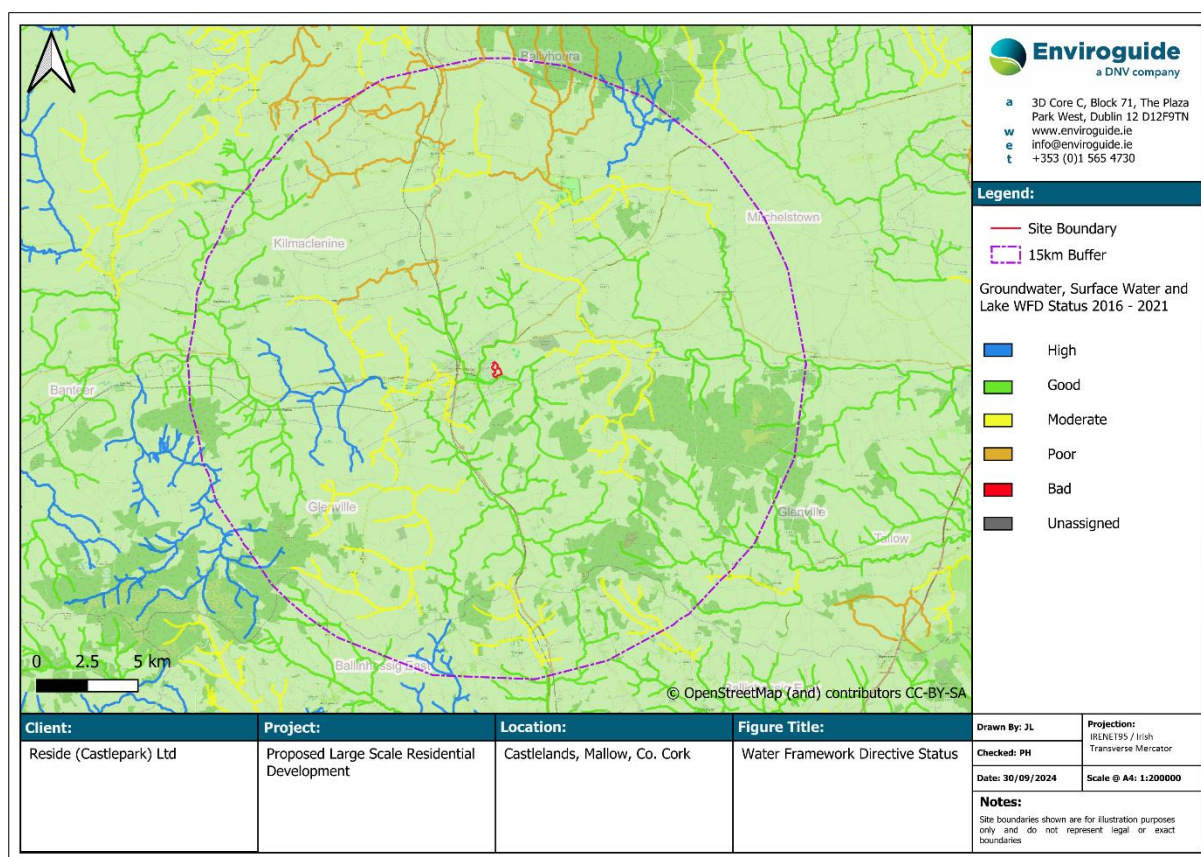 Ballyhoura
Mitchelstown
Kilmaclenine
Banteer
Glenville
Glenville
Tallow
Ballinhassig East
0 2.5 5 km
© OpenStreetMap (and) contributors CC-BY-SA
Enviroguide
a DNV company
a 3D Core C, Block 71, The Plaza
Park West, Dublin 12 D12F9TN
w www.enviroguide.ie
e info@enviroguide.ie
t +353 (0)1 565 4730
Legend:
Site Boundary
15km Buffer
Groundwater, Surface Water and
Lake WFD Status 2016 - 2021
High
Good
Moderate
Poor
Bad
Unassigned
Client:
Reside (Castlepark) Ltd
Project:
Proposed Large Scale Residential
Development
Location:
Castlelands, Mallow, Co. Cork
Figure Title:
Water Framework Directive Status
Drawn By: JL
Checked: PH
Date: 30/09/2024
Projection:
IRENET95 / Irish
Transverse Mercator
Scale @ A4: 1:200000
Notes:
Site boundaries shown are for illustration purposes
only and do not represent legal or exact
boundaries